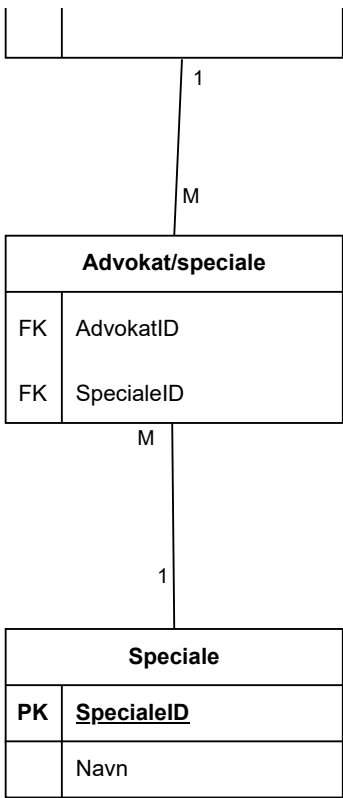 1
M
Advokat/speciale
FK AdvokatID
FK SpecialeID
M
1
Speciale
PK SpecialeID
Navn